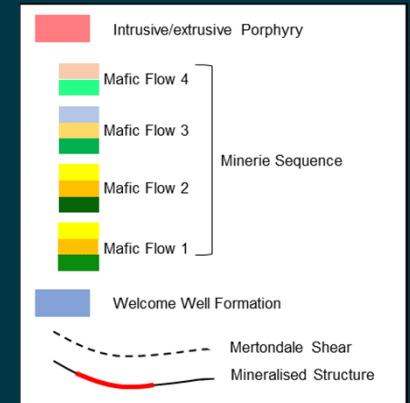 Intrusive/extrusive Porphyry
Mafic Flow 4
Mafic Flow 3
Minerie Sequence
Mafic Flow 2
Mafic Flow 1
Welcome Well Formation
Mertondale Shear
Mineralised Structure